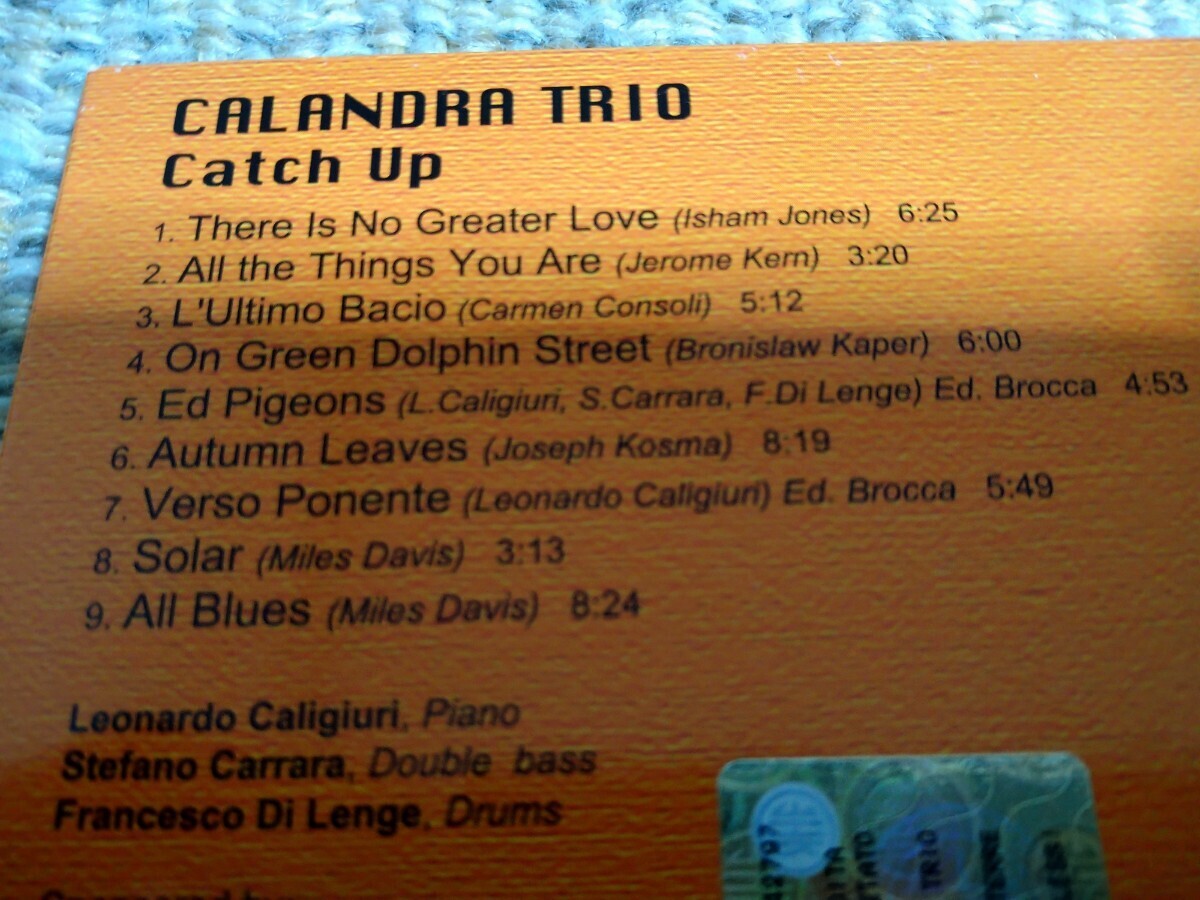 CALANDRA TRIO
Catch Up
1. There Is No Greater Love (Isham Jones) 6:25
2. All the Things You Are (Jerome Kern) 3:20
3. L'Ultimo Bacio (Carmen Consoli) 5:12
4. On Green Dolphin Street (Bronislaw Kaper) 6:00
5. Ed Pigeons (L.Caligiuri, S.Carrara, F.Di Lenge) Ed. Brocca 4:53
6. Autumn Leaves (Joseph Kosma) 8:19
7. Verso Ponente (Leonardo Caligiuri) Ed. Brocca 5:49
8. Solar (Miles Davis) 3:13
9. All Blues (Miles Davis) 8:24
Leonardo Caligiuri, Piano
Stefano Carrara, Double bass
Francesco Di Lenge, Drums
TRIO